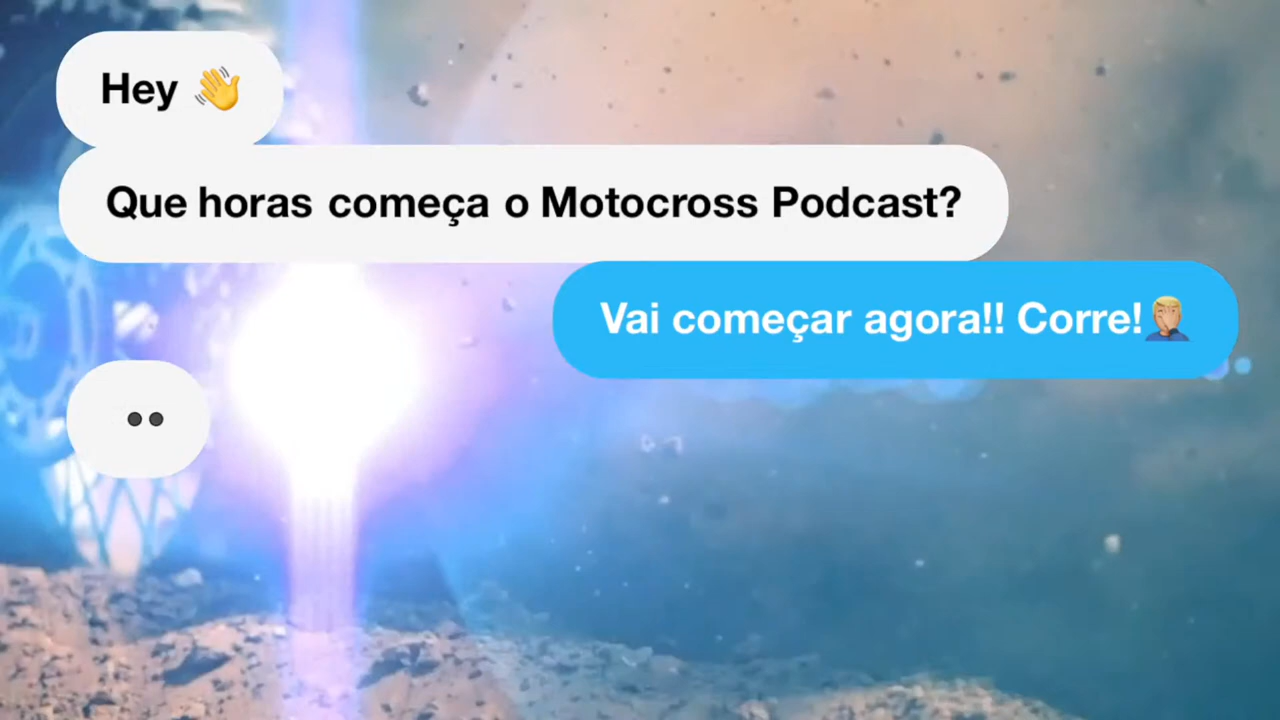 Hey 👋
Que horas começa o Motocross Podcast?
Vai começar agora!! Corre!🤦🏼‍♂️